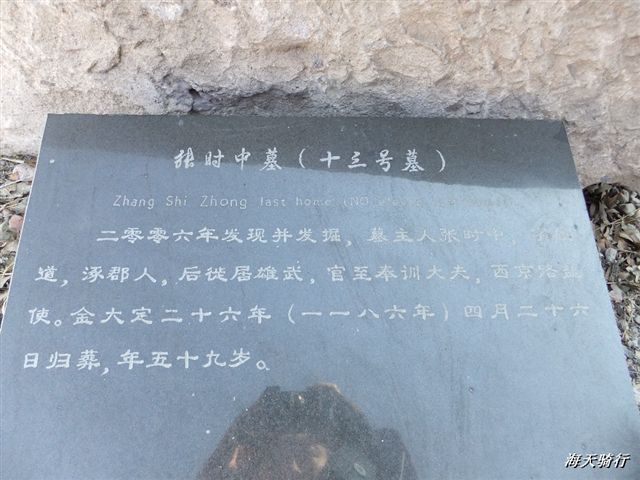 张时中墓（十三号墓）
Zhang Shi Zhong last home (NO
二零零六年发现并发掘，墓主人张时中，
道，涿郡人，后徙居雄武，官至奉训大夫，西京路
使。金大定二十六年（一一八六年）四月二十六
日归葬，年五十九岁。
海天骑行